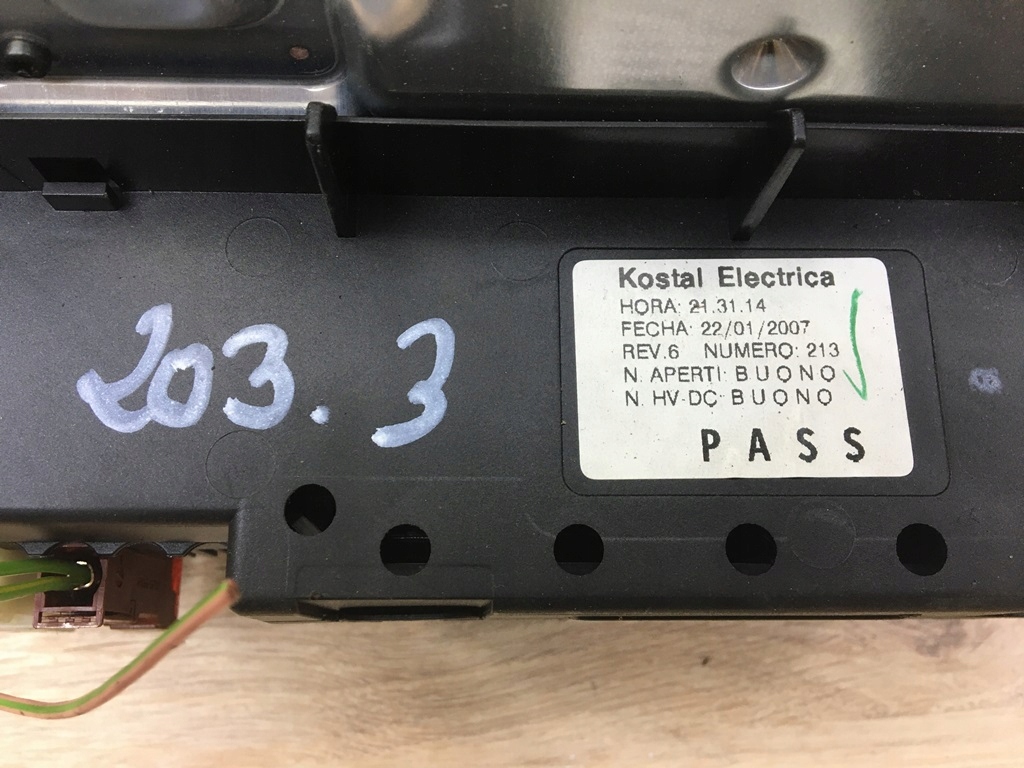 203. 3
Kostal Electrica
HORA: 21.31.14
FECHA: 22/01/2007
REV.6 NUMERO: 213
N. APERTI: BUONO
N. HV-DC: BUONO
PASS